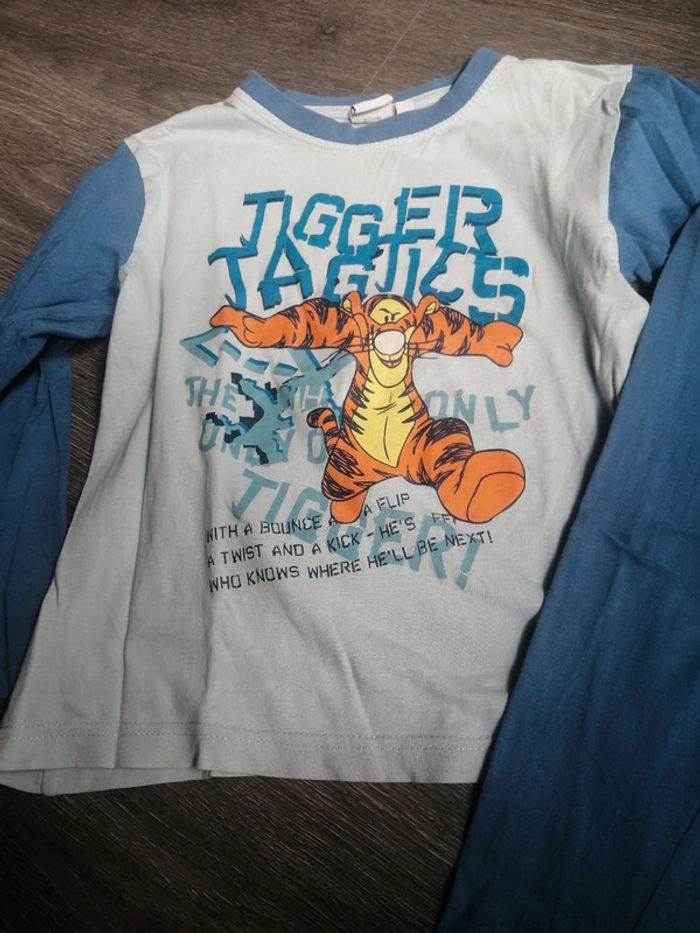 TIGGER
TACTICS
THE ONLY
ONLY
TIGGER!
WITH A BOUNCE A FLIP
A TWIST AND A KICK - HE'S
WHO KNOWS WHERE HE'LL BE NEXT!